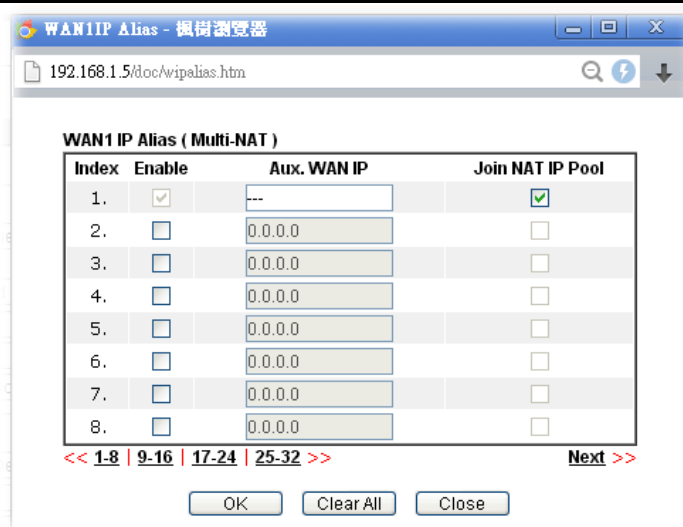 WAN1IP Alias - 楓樹瀏覽器
192.168.1.5/doc/wipalias.htm
WAN1 IP Alias ( Multi-NAT )
Index Enable Aux. WAN IP Join NAT IP Pool
1. ---
2. 0.0.0.0
3. 0.0.0.0
4. 0.0.0.0
5. 0.0.0.0
6. 0.0.0.0
7. 0.0.0.0
8. 0.0.0.0
<< 1-8 | 9-16 | 17-24 | 25-32 >> Next >>
OK Clear All Close